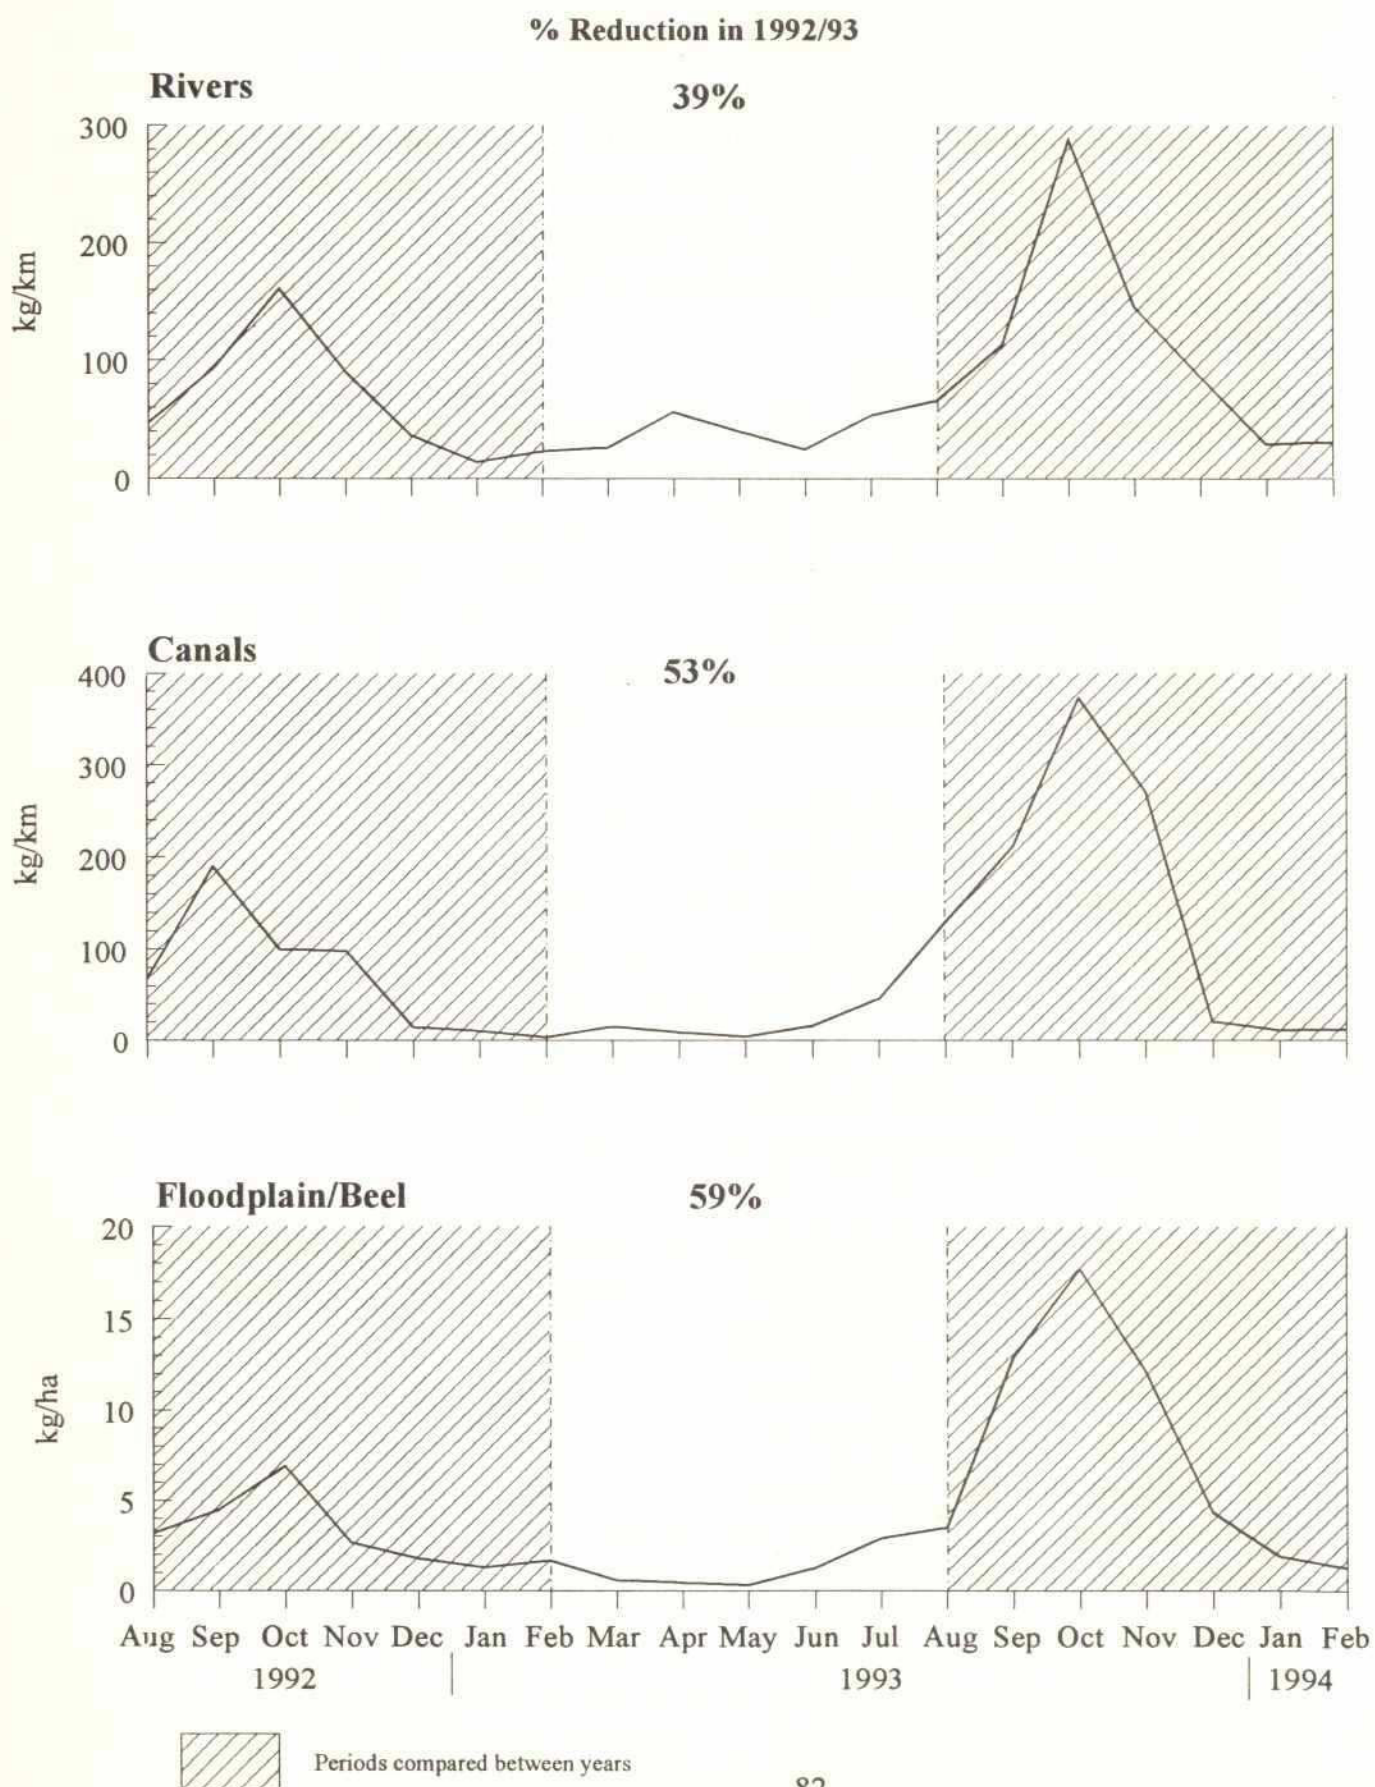 % Reduction in 1992/93
Rivers
39%
300
200
100
0
kg/km
Canals
53%
400
300
200
100
0
kg/km
Floodplain/Beel
59%
20
15
10
5
0
kg/ha
Aug Sep Oct Nov Dec Jan Feb Mar Apr May Jun Jul Aug Sep Oct Nov Dec Jan Feb
1992 1993 1994
Periods compared between years
82